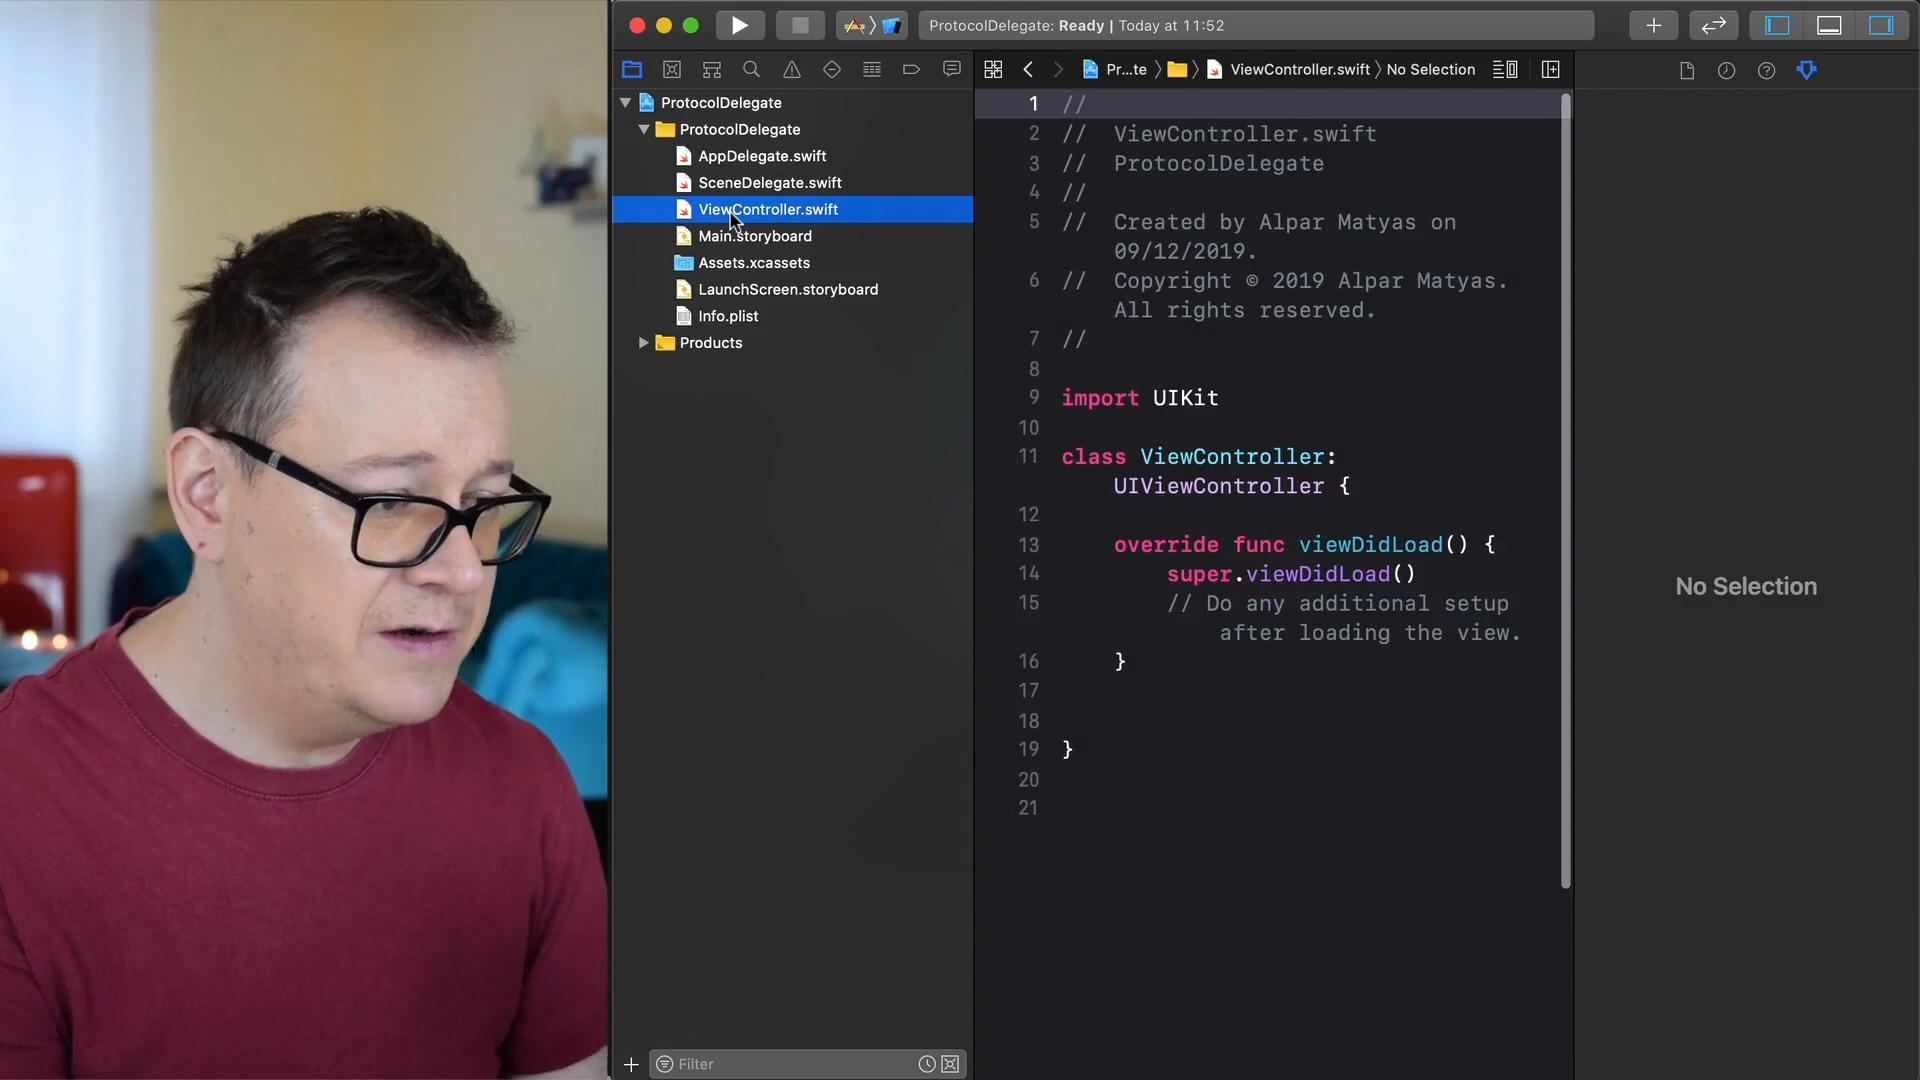 ProtocolDelegate: Ready | Today at 11:52
Pr...te
ViewController.swift
No Selection
ProtocolDelegate
ProtocolDelegate
AppDelegate.swift
SceneDelegate.swift
ViewController.swift
Main.storyboard
Assets.xcassets
LaunchScreen.storyboard
Info.plist
Products
Filter
1 //
2 // ViewController.swift
3 // ProtocolDelegate
4 //
5 // Created by Alpar Matyas on
09/12/2019.
6 // Copyright © 2019 Alpar Matyas.
All rights reserved.
7 //
8
9 import UIKit
10
11 class ViewController:
UIViewController {
12
13 override func viewDidLoad() {
14 super.viewDidLoad()
15 // Do any additional setup
after loading the view.
16 }
17
18
19 }
20
21
No Selection